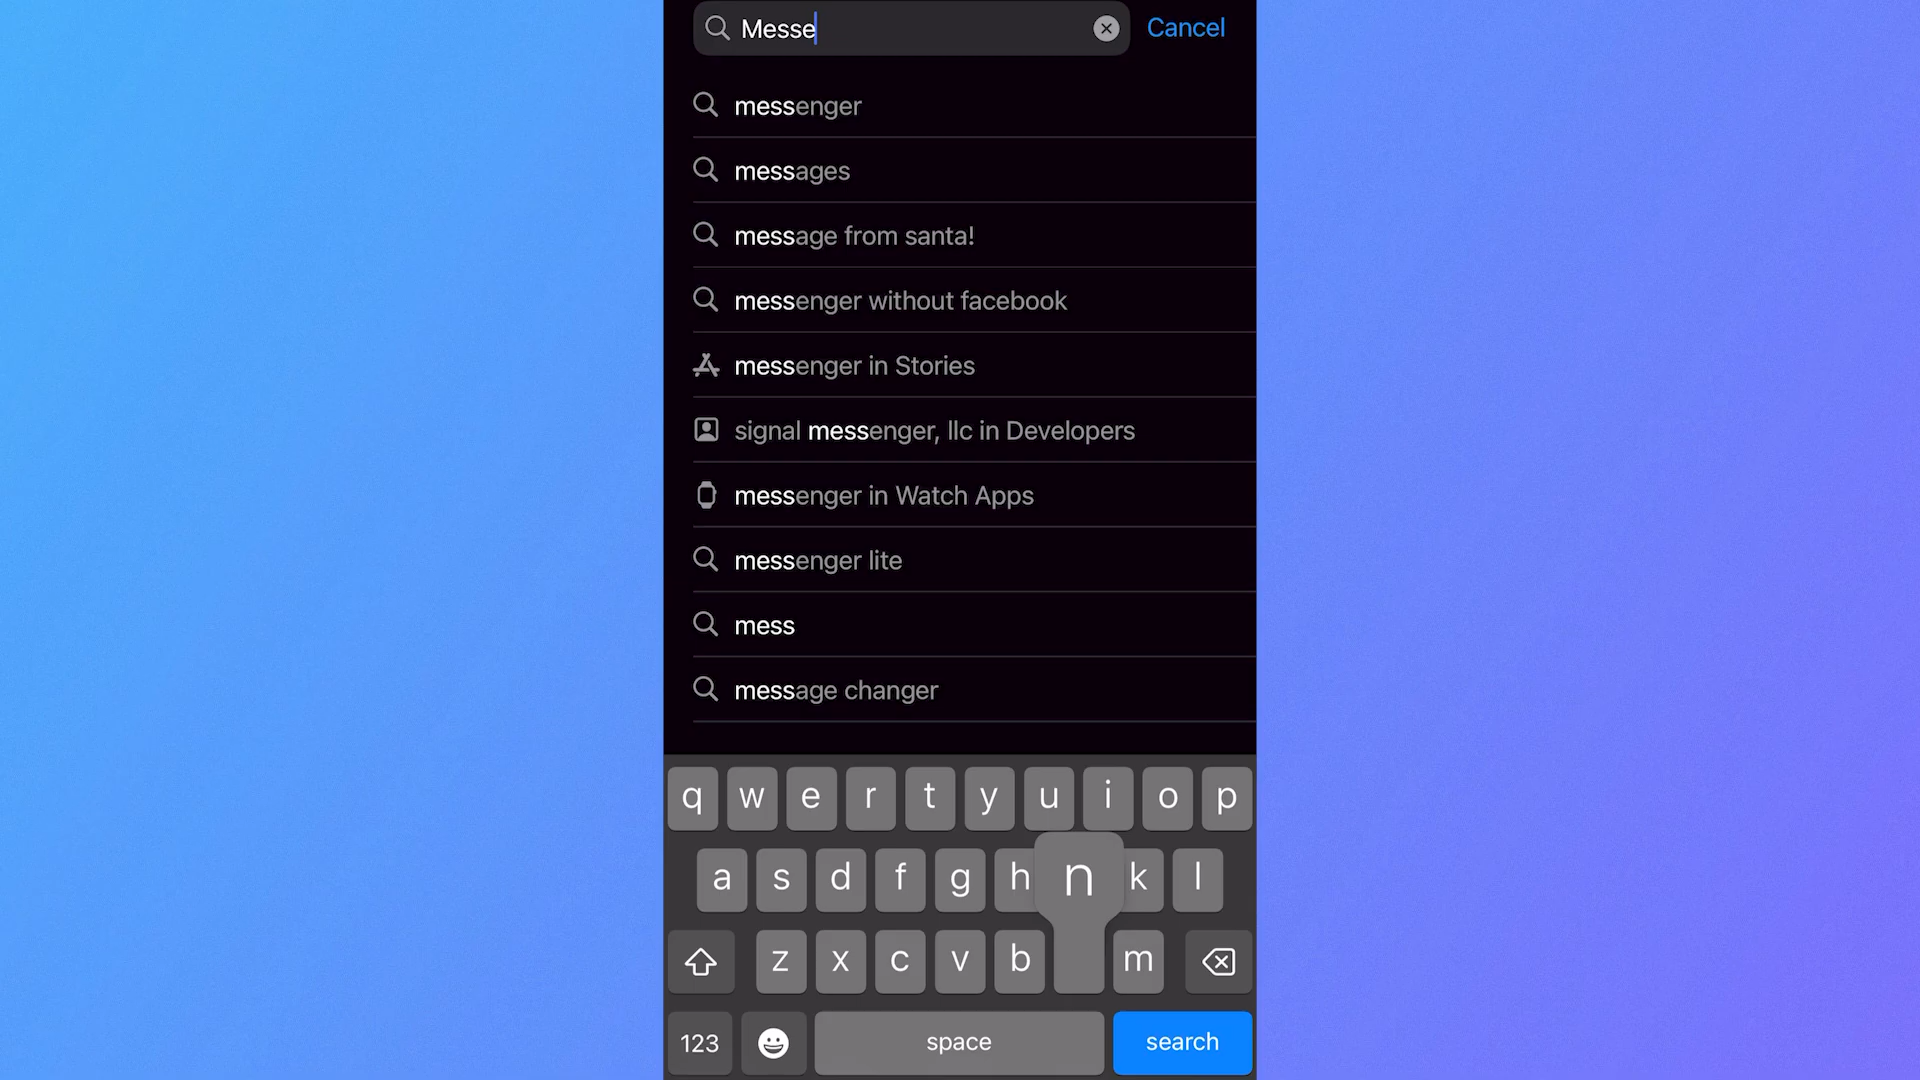 Messe
Cancel
messenger
messages
message from santa!
messenger without facebook
messenger in Stories
signal messenger, llc in Developers
messenger in Watch Apps
messenger lite
mess
message changer
q w e r t y u i o p
a s d f g h n k l
z x c v b m
123 space search